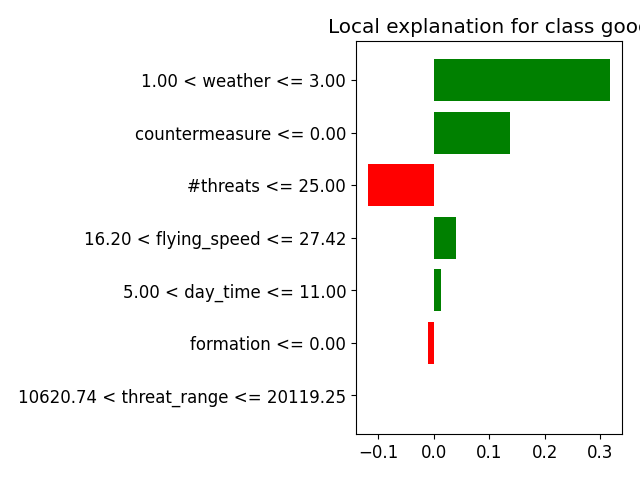 Local explanation for class good
1.00 < weather <= 3.00
countermeasure <= 0.00
#threats <= 25.00
16.20 < flying_speed <= 27.42
5.00 < day_time <= 11.00
formation <= 0.00
10620.74 < threat_range <= 20119.25
−0.1 0.0 0.1 0.2 0.3